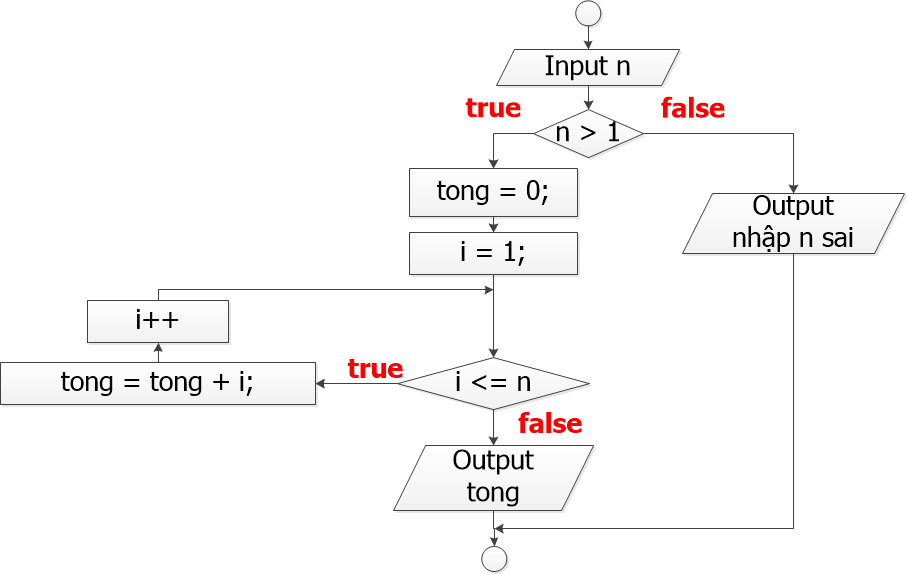 Input n
true
false
n > 1
tong = 0;
Output
nhập n sai
i = 1;
i++
true
tong = tong + i;
i <= n
false
Output
tong